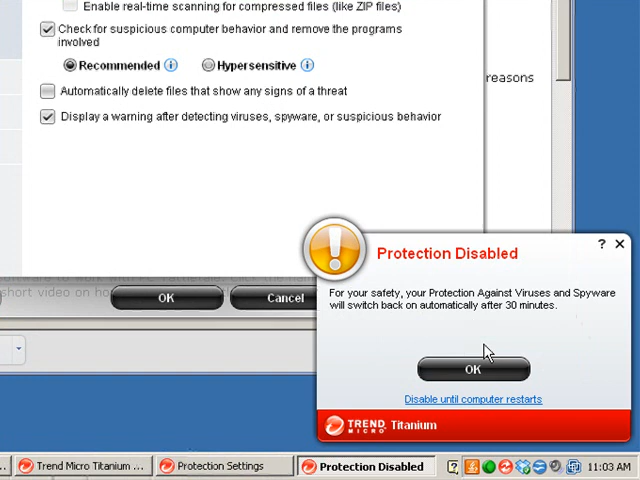 Enable real-time scanning for compressed files (like ZIP files)
Check for suspicious computer behavior and remove the programs
involved
Recommended
Hypersensitive
reasons
Automatically delete files that show any signs of a threat
Display a warning after detecting viruses, spyware, or suspicious behavior
Protection Disabled
For your safety, your Protection Against Viruses and Spyware
will switch back on automatically after 30 minutes.
short video on
OK
Cancel
OK
Disable until computer restarts
TREND MICRO Titanium
Trend Micro Titanium ...
Protection Settings
Protection Disabled
11:03 AM